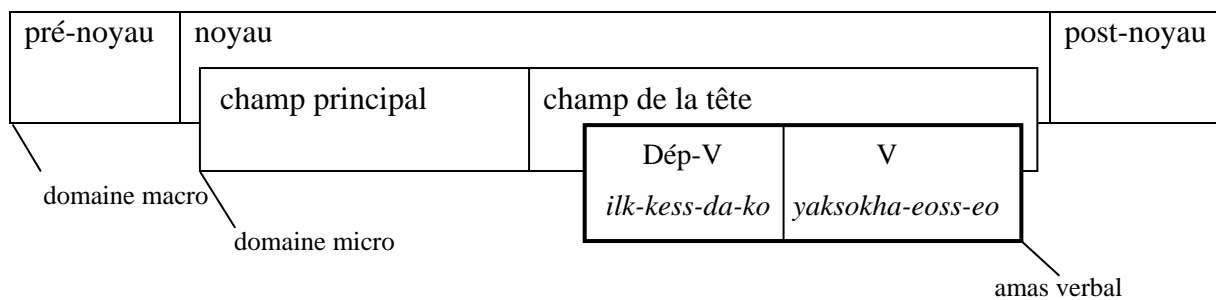 pré-noyau noyau post-noyau
champ principal champ de la tête
Dép-V V
domaine macro
ilk-kess-da-ko yaksokha-eoss-eo
domaine micro
amas verbal